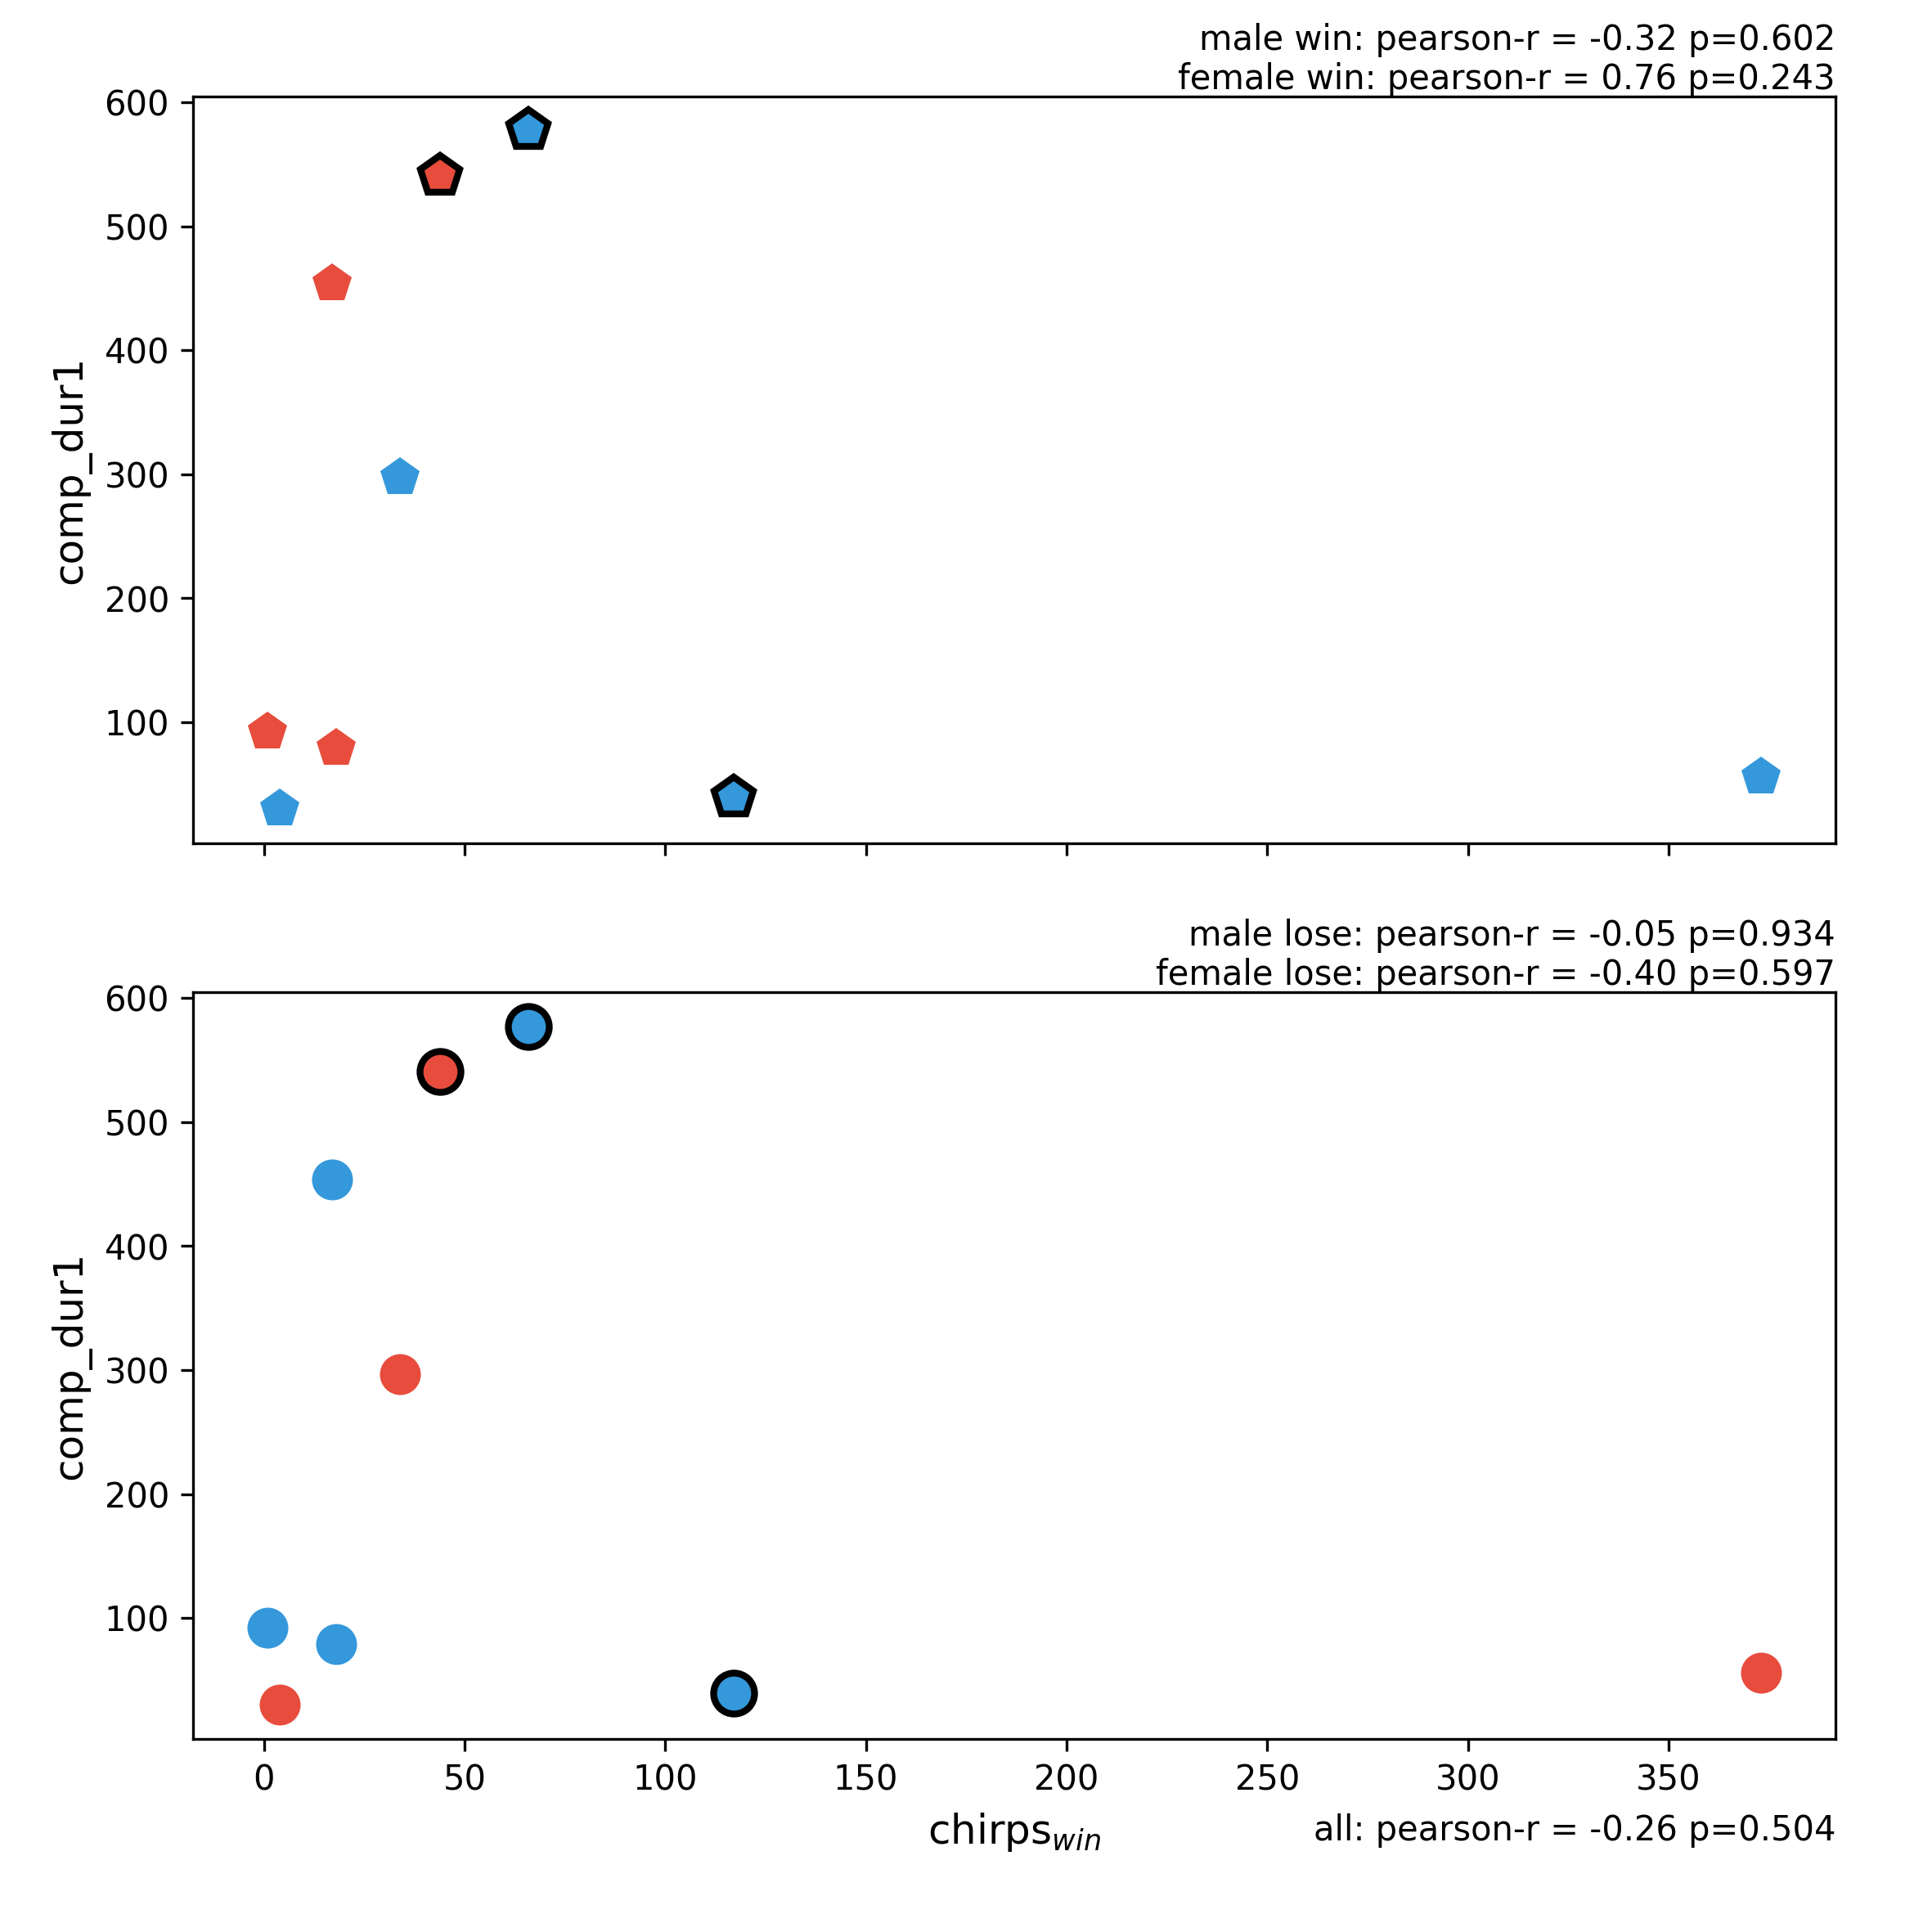 male win: pearson-r = -0.32 p=0.602
female win: pearson-r = 0.76 p=0.243
600
500
400
300
200
100
comp_dur1
male lose: pearson-r = -0.05 p=0.934
female lose: pearson-r = -0.40 p=0.597
600
500
400
300
200
100
comp_dur1
0 50 100 150 200 250 300 350
chirps_win
all: pearson-r = -0.26 p=0.504